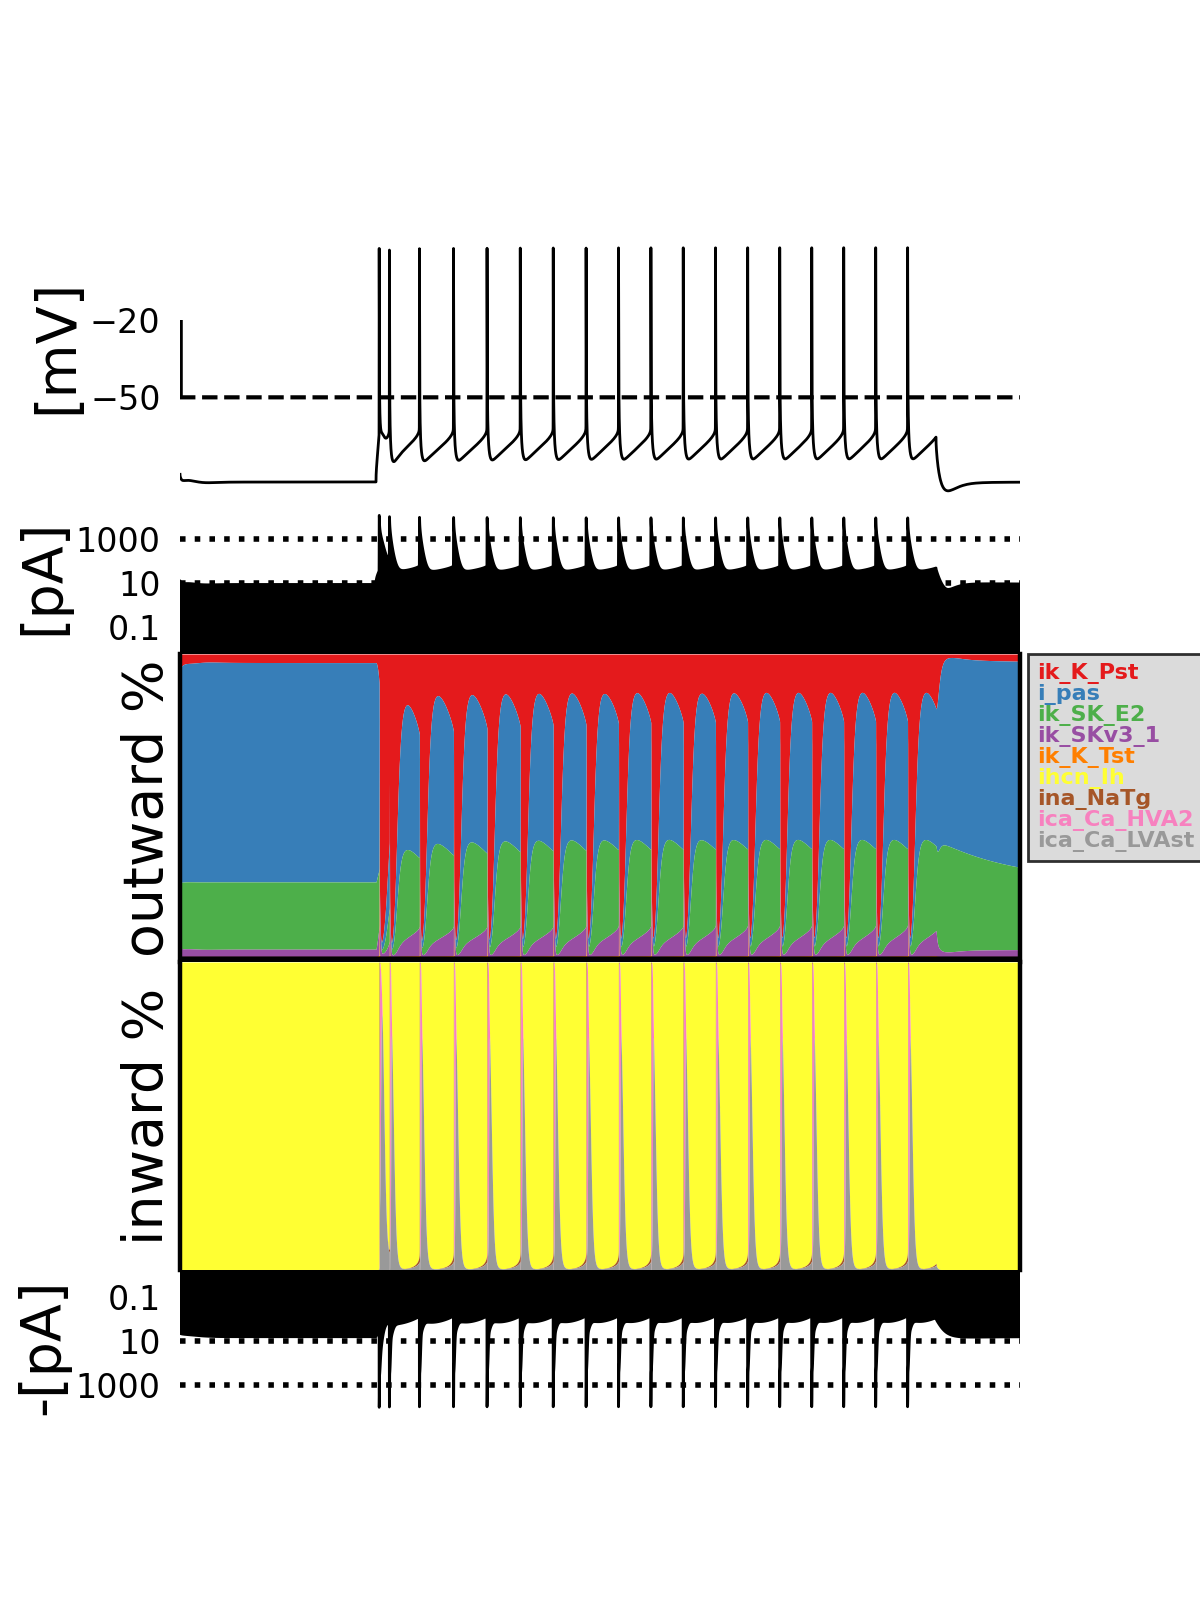 [mV]
−20
−50
[pA]
1000
10
0.1
outward %
ik_K_Pst
i_pas
ik_SK_E2
ik_SKv3_1
ik_K_Tst
ihcn_Ih
ina_NaTg
ica_Ca_HVA2
ica_Ca_LVAst
inward %
-[pA]
0.1
10
1000